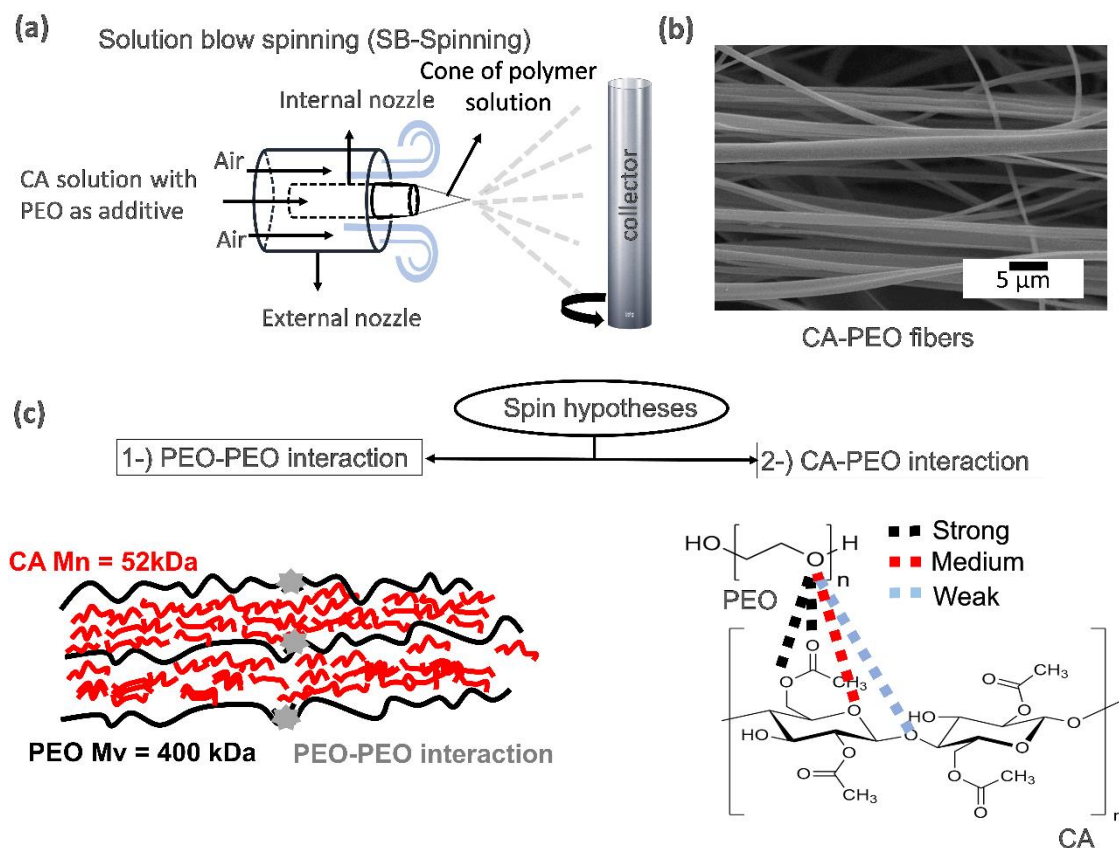 (a)
Solution blow spinning (SB-Spinning)
Cone of polymer
solution
Internal nozzle
Air
CA solution with
PEO as additive
Air
External nozzle
collector
(b)
5 µm
CA-PEO fibers
(c)
Spin hypotheses
1-) PEO-PEO interaction
2-) CA-PEO interaction
CA Mn = 52kDa
PEO Mv = 400 kDa
PEO-PEO interaction
HO
O
H
n
PEO
Strong
Medium
Weak
O
CH3
O
O
O
CH3
O
HO
O
O
HO
O
O
O
HO
O
O
O
O
CH3
O
CH3
O
n
CA